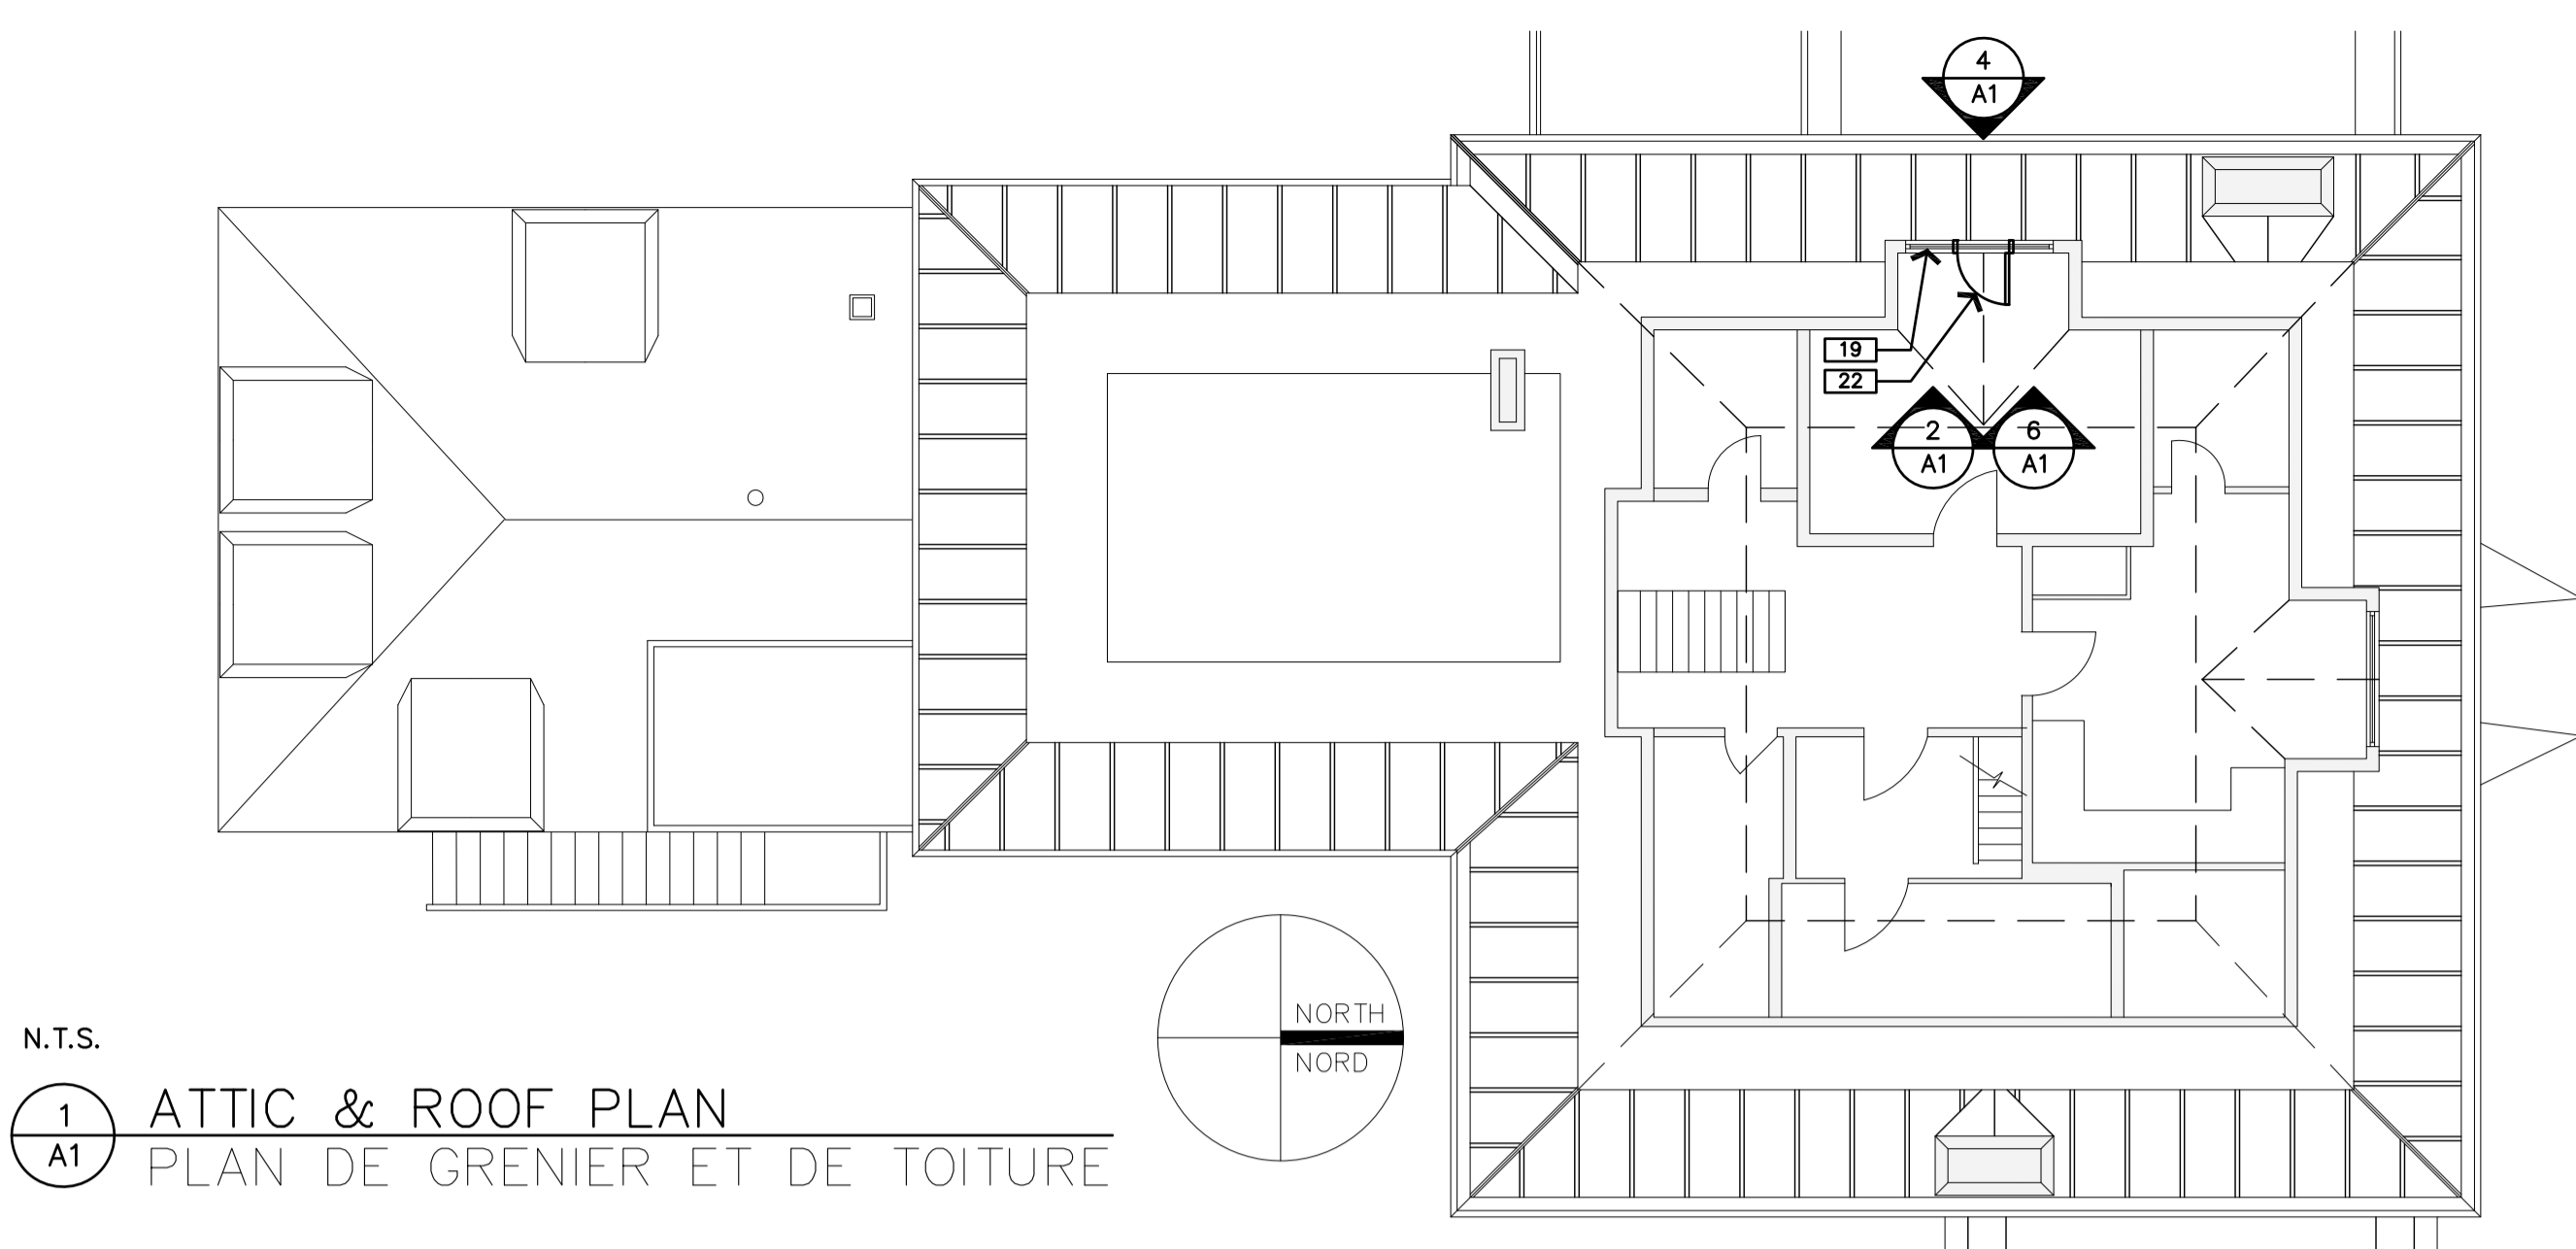 4
A1
19
22
2
A1
6
A1
NORTH
NORD
N.T.S.
1
A1
ATTIC & ROOF PLAN
PLAN DE GRENIER ET DE TOITURE